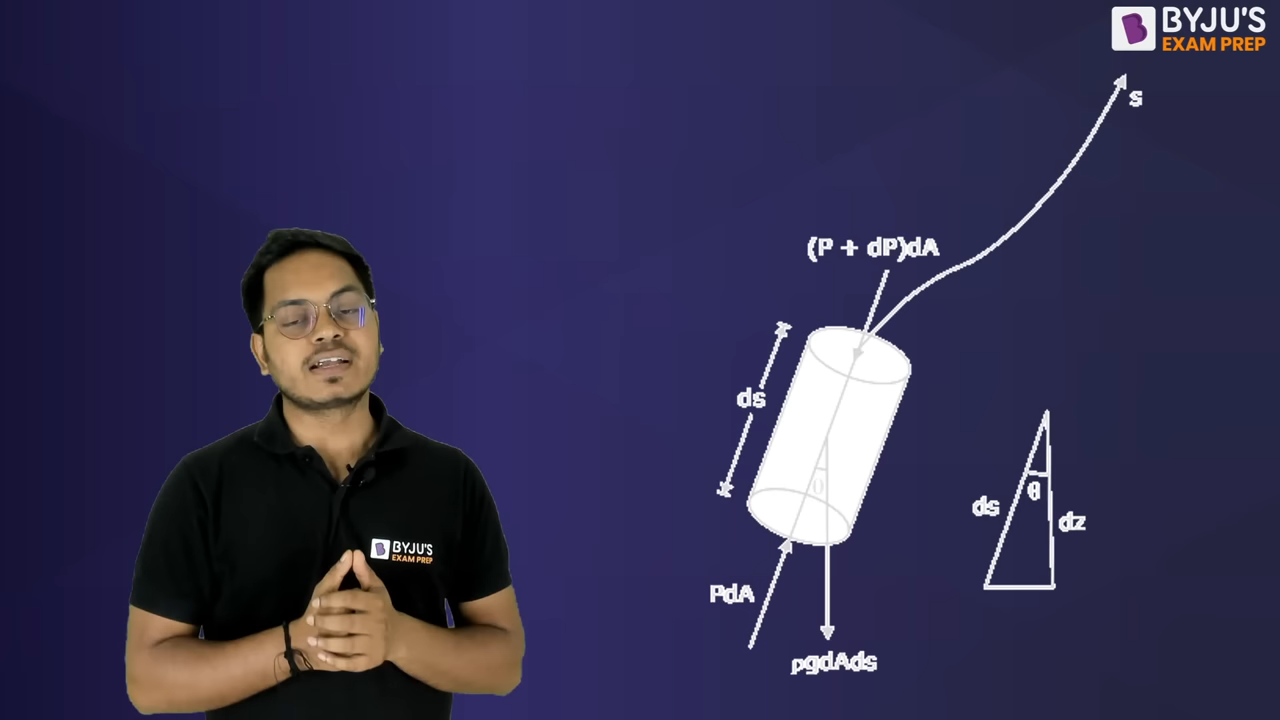 BYJU'S
EXAM PREP
s
(P + dP)dA
ds
θ
ds
θ
dz
PdA
ρgdAds
BYJU'S
EXAM PREP